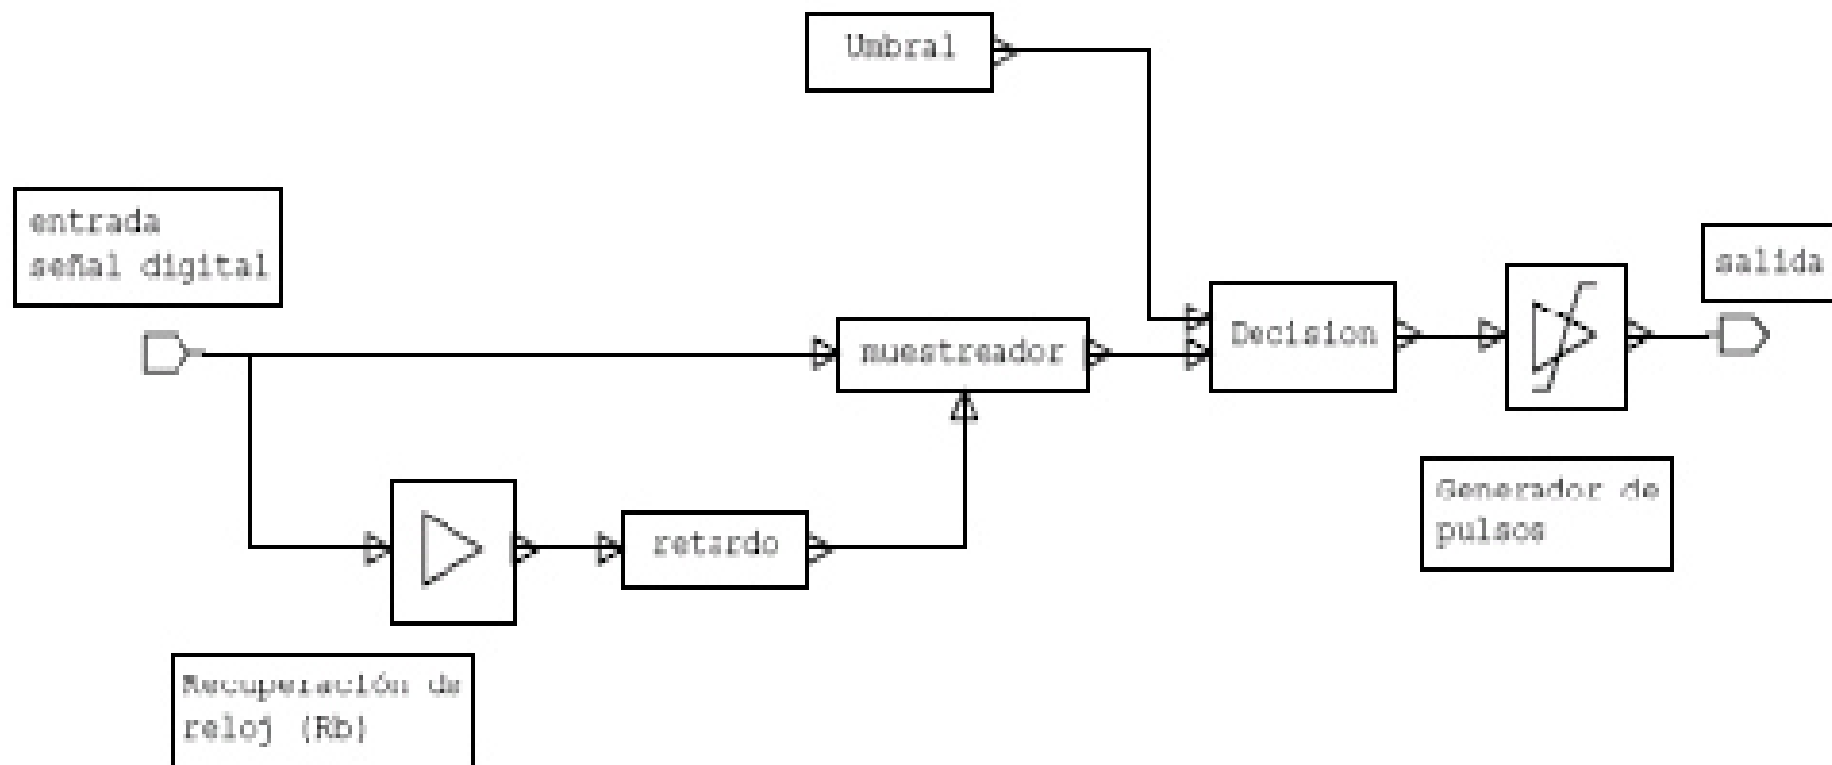 Umbral
entrada
señal digital
salida
Decision
muestreador
retardo
Generador de
pulsos
Recuperación de
reloj (Rb)